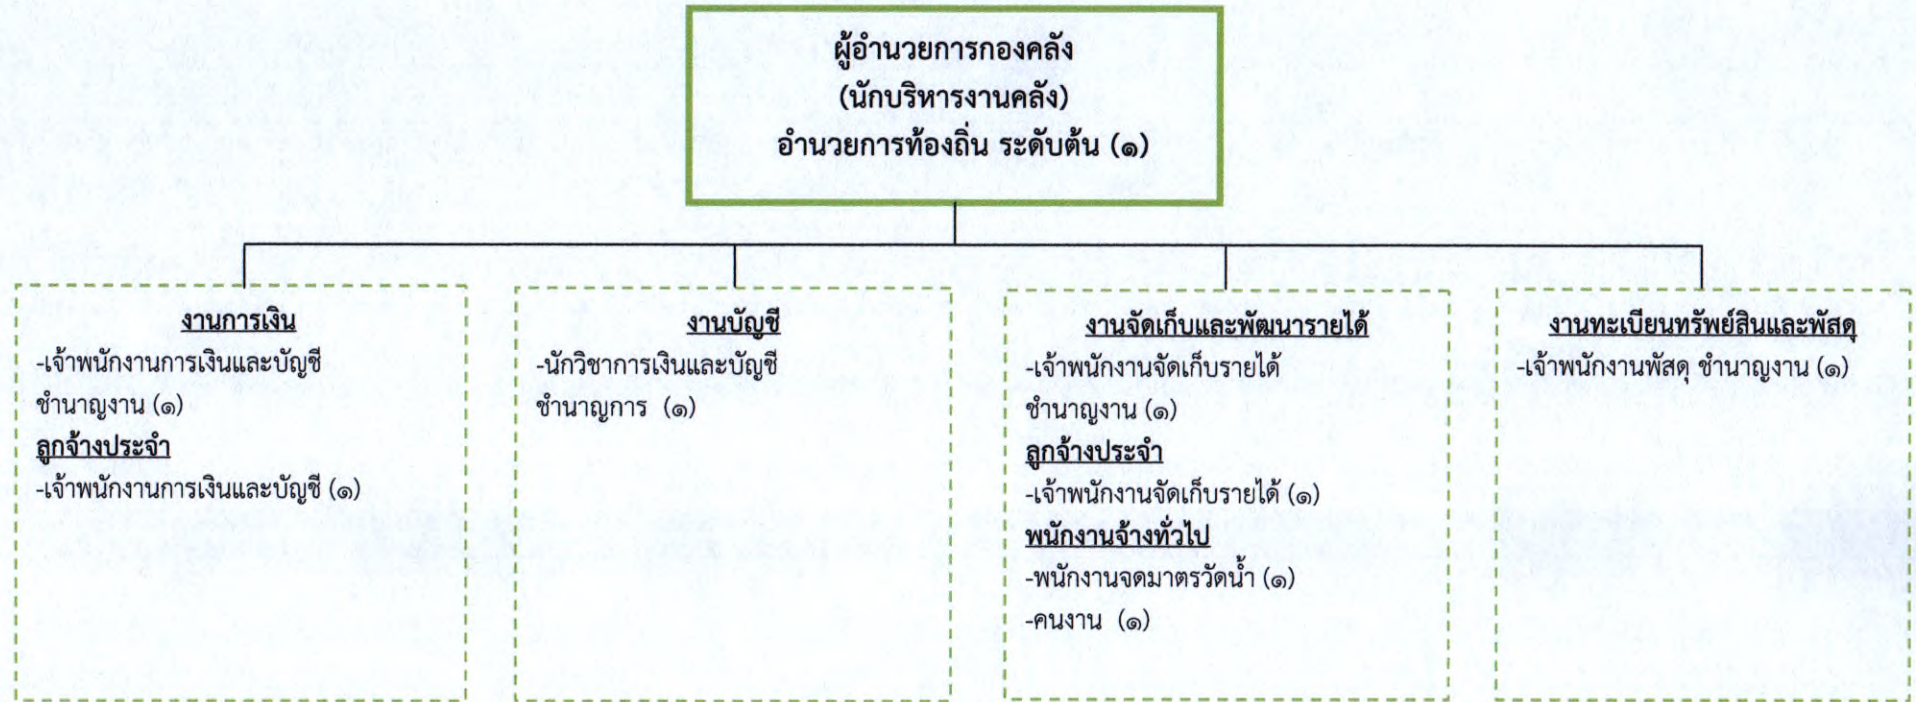 ผู้อำนวยการกองคลัง
(นักบริหารงานคลัง)
อำนวยการท้องถิ่น ระดับต้น (๑)
งานการเงิน
-เจ้าพนักงานการเงินและบัญชี
ชำนาญงาน (๑)
ลูกจ้างประจำ
-เจ้าพนักงานการเงินและบัญชี (๑)
งานบัญชี
-นักวิชาการเงินและบัญชี
ชำนาญการ (๑)
งานจัดเก็บและพัฒนารายได้
-เจ้าพนักงานจัดเก็บรายได้
ชำนาญงาน (๑)
ลูกจ้างประจำ
-เจ้าพนักงานจัดเก็บรายได้ (๑)
พนักงานจ้างทั่วไป
-พนักงานจดมาตรวัดน้ำ (๑)
-คนงาน (๑)
งานทะเบียนทรัพย์สินและพัสดุ
-เจ้าพนักงานพัสดุ ชำนาญงาน (๑)